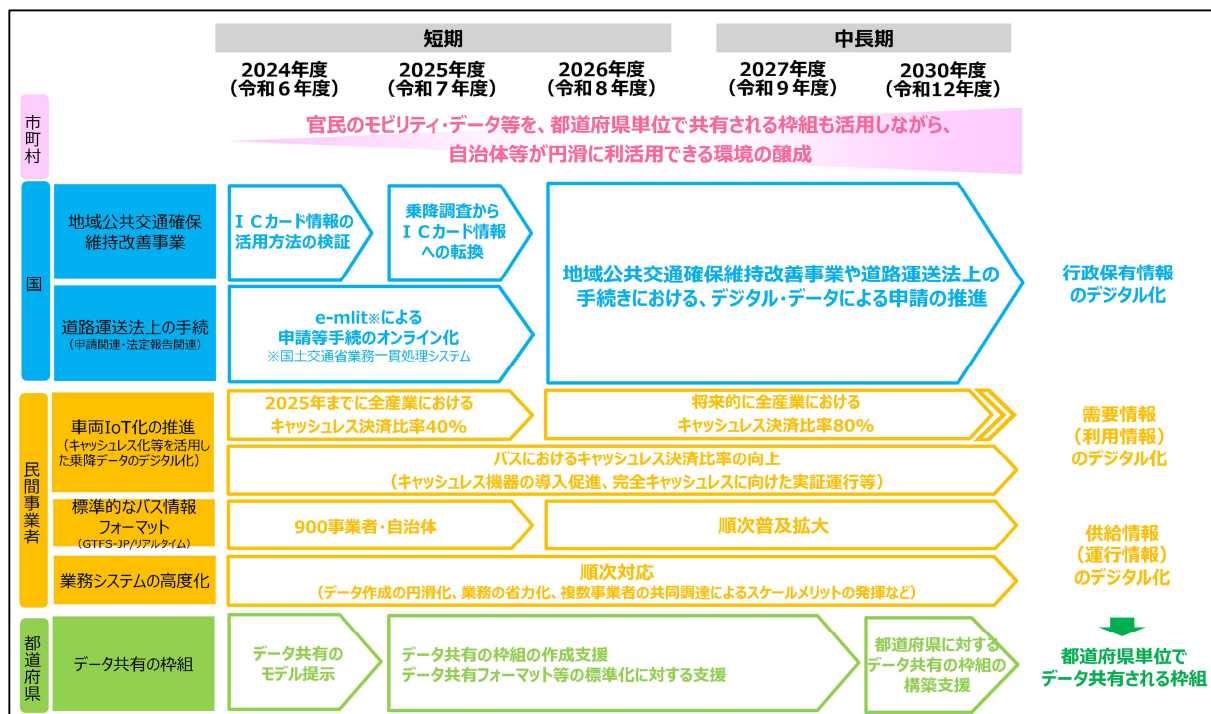 短期
中長期
2024年度
(令和6年度)
2025年度
(令和7年度)
2026年度
(令和8年度)
2027年度
(令和9年度)
2030年度
(令和12年度)
市町村
官民のモビリティ・データ等を、都道府県単位で共有される枠組も活用しながら、
自治体等が円滑に利活用できる環境の醸成
国
地域公共交通確保
維持改善事業
ICカード情報の
活用方法の検証
乗降調査から
ICカード情報
への転換
地域公共交通確保維持改善事業や道路運送法上の
手続きにおける、デジタル・データによる申請の推進
行政保有情報
のデジタル化
道路運送法上の手続
(申請関連・法定報告関連)
e-mlit※による
申請等手続のオンライン化
※国土交通省業務一貫処理システム
民間事業者
車両IoT化の推進
(キャッシュレス化等を活用し
た乗降データのデジタル化)
2025年までに全産業における
キャッシュレス決済比率40%
将来的に全産業における
キャッシュレス決済比率80%
バスにおけるキャッシュレス決済比率の向上
(キャッシュレス機器の導入促進、完全キャッシュレスに向けた実証運行等)
需要情報
(利用情報)
のデジタル化
標準的なバス情報
フォーマット
(GTFS-JP/リアルタイム)
900事業者・自治体
順次普及拡大
供給情報
(運行情報)
のデジタル化
業務システムの高度化
順次対応
(データ作成の円滑化、業務の省力化、複数事業者の共同調達によるスケールメリットの発揮など)
都道府県
データ共有の枠組
データ共有の
モデル提示
データ共有の枠組の作成支援
データ共有フォーマット等の標準化に対する支援
都道府県に対する
データ共有の枠組の
構築支援
都道府県単位で
データ共有される枠組